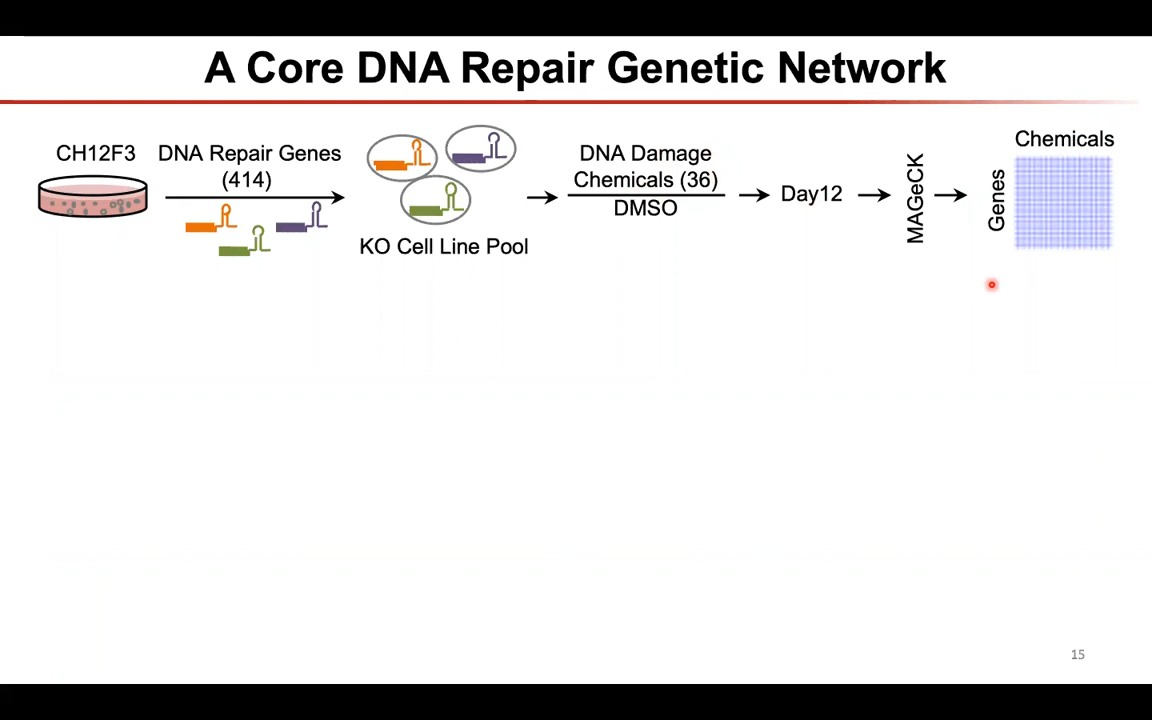 A Core DNA Repair Genetic Network
CH12F3
DNA Repair Genes
(414)
KO Cell Line Pool
DNA Damage
Chemicals (36)
DMSO
Day12
MAGeCK
Genes
Chemicals
15